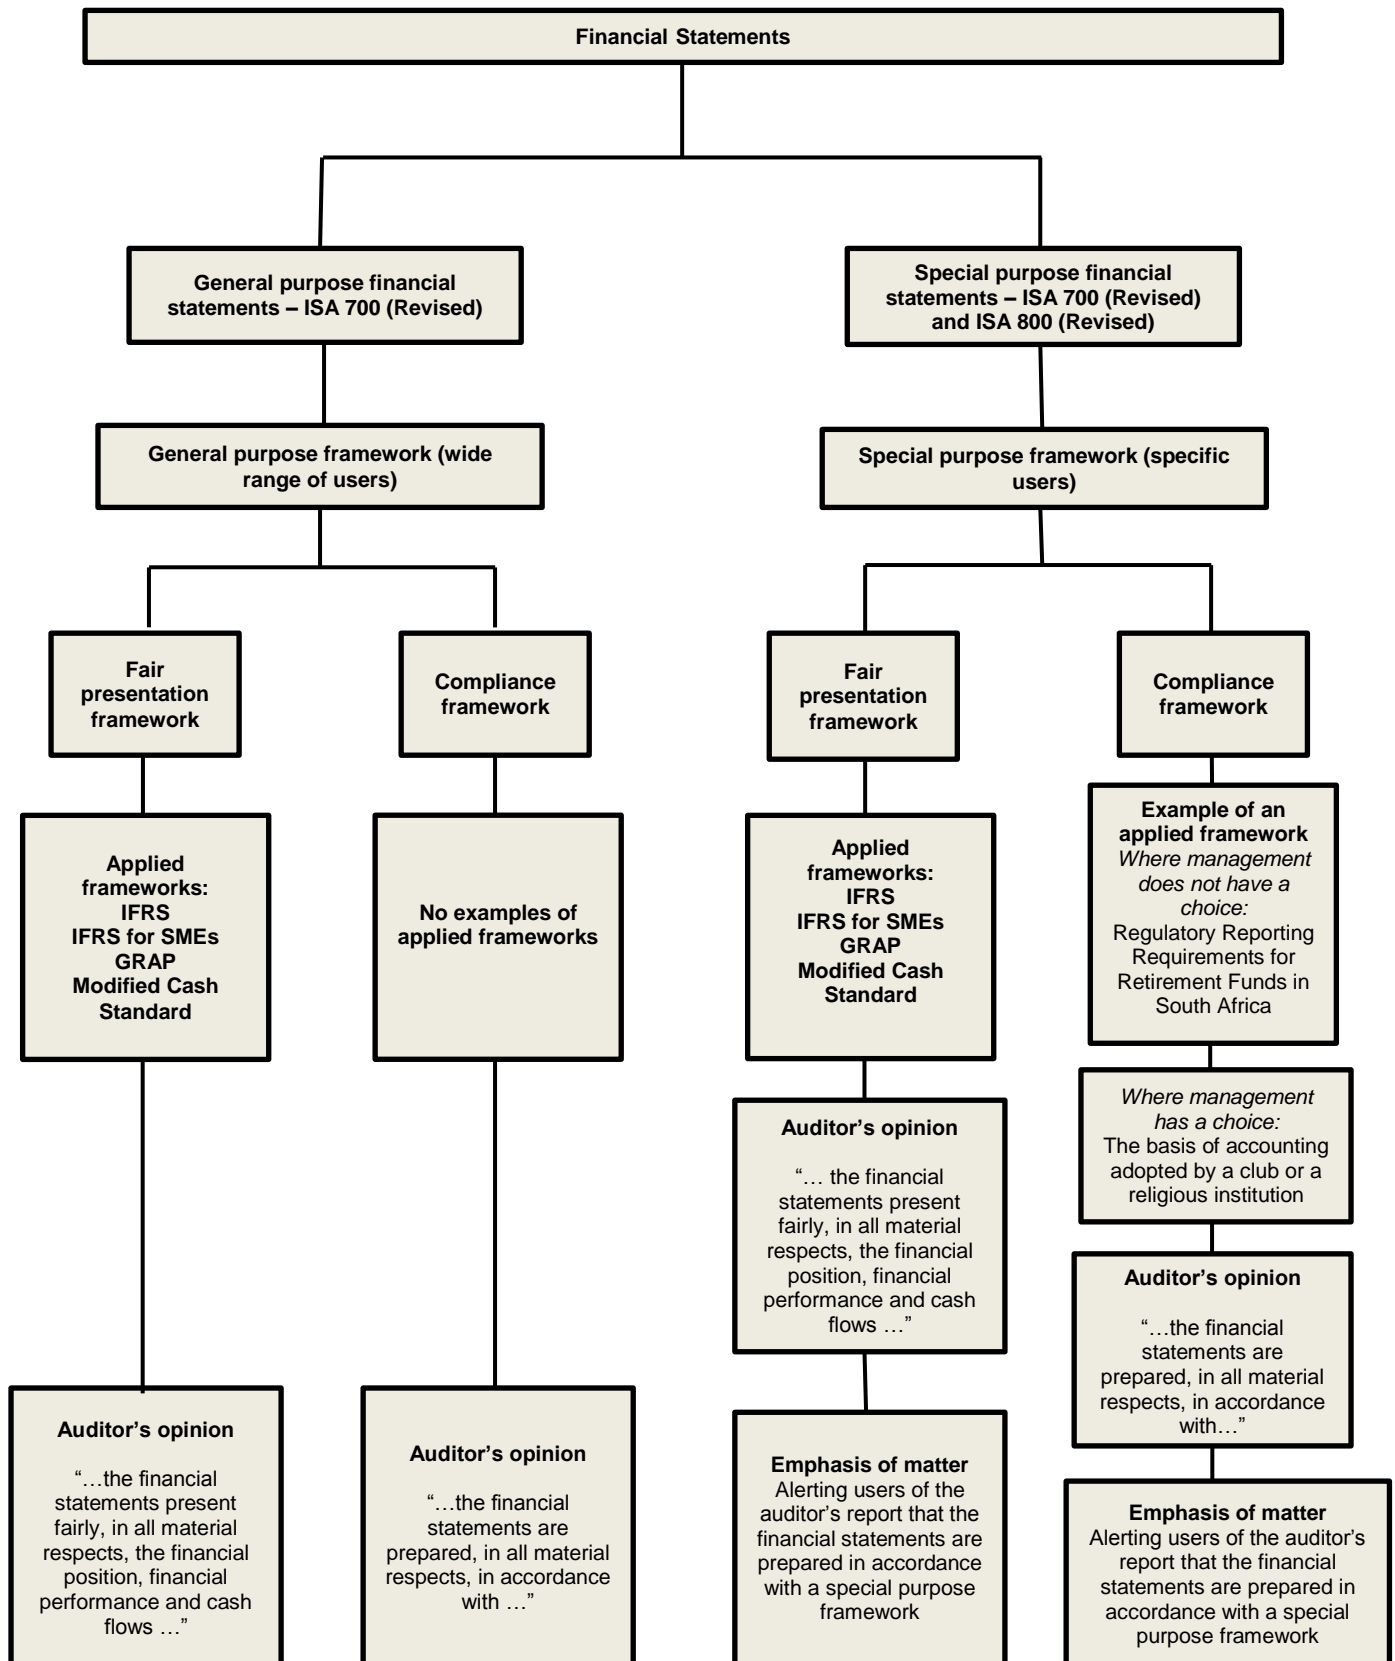 Financial Statements
General purpose financial
statements – ISA 700 (Revised)
Special purpose financial
statements – ISA 700 (Revised)
and ISA 800 (Revised)
General purpose framework (wide
range of users)
Special purpose framework (specific
users)
Fair
presentation
framework
Compliance
framework
Fair
presentation
framework
Compliance
framework
Applied
frameworks:
IFRS
IFRS for SMEs
GRAP
Modified Cash
Standard
No examples of
applied frameworks
Applied
frameworks:
IFRS
IFRS for SMEs
GRAP
Modified Cash
Standard
Example of an
applied framework
Where management
does not have a
choice:
Regulatory Reporting
Requirements for
Retirement Funds in
South Africa
Where management
has a choice:
The basis of accounting
adopted by a club or a
religious institution
Auditor’s opinion
“… the financial
statements present
fairly, in all material
respects, the financial
position, financial
performance and cash
flows …”
Auditor’s opinion
“…the financial
statements are
prepared, in all material
respects, in accordance
with…”
Auditor’s opinion
“…the financial
statements present
fairly, in all material
respects, the financial
position, financial
performance and cash
flows …”
Auditor’s opinion
“…the financial
statements are
prepared, in all material
respects, in accordance
with …”
Emphasis of matter
Alerting users of the
auditor’s report that the
financial statements are
prepared in accordance
with a special purpose
framework
Emphasis of matter
Alerting users of the auditor’s
report that the financial
statements are prepared in
accordance with a special
purpose framework